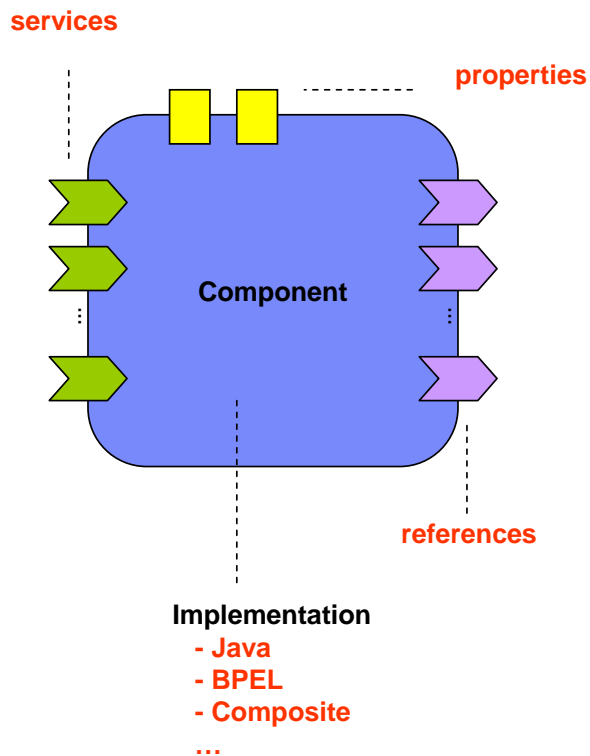 services
properties
Component
...
...
references
Implementation
- Java
- BPEL
- Composite
...